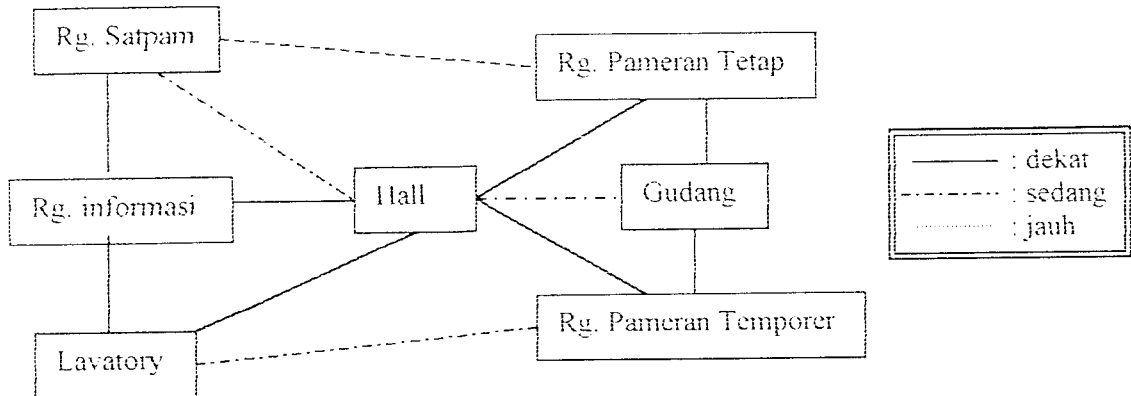 Rg. Satpam
Rg. Pameran Tetap
: dekat
: sedang
: jauh
Rg. informasi
Hall
Gudang
Rg. Pameran Temporer
Lavatory